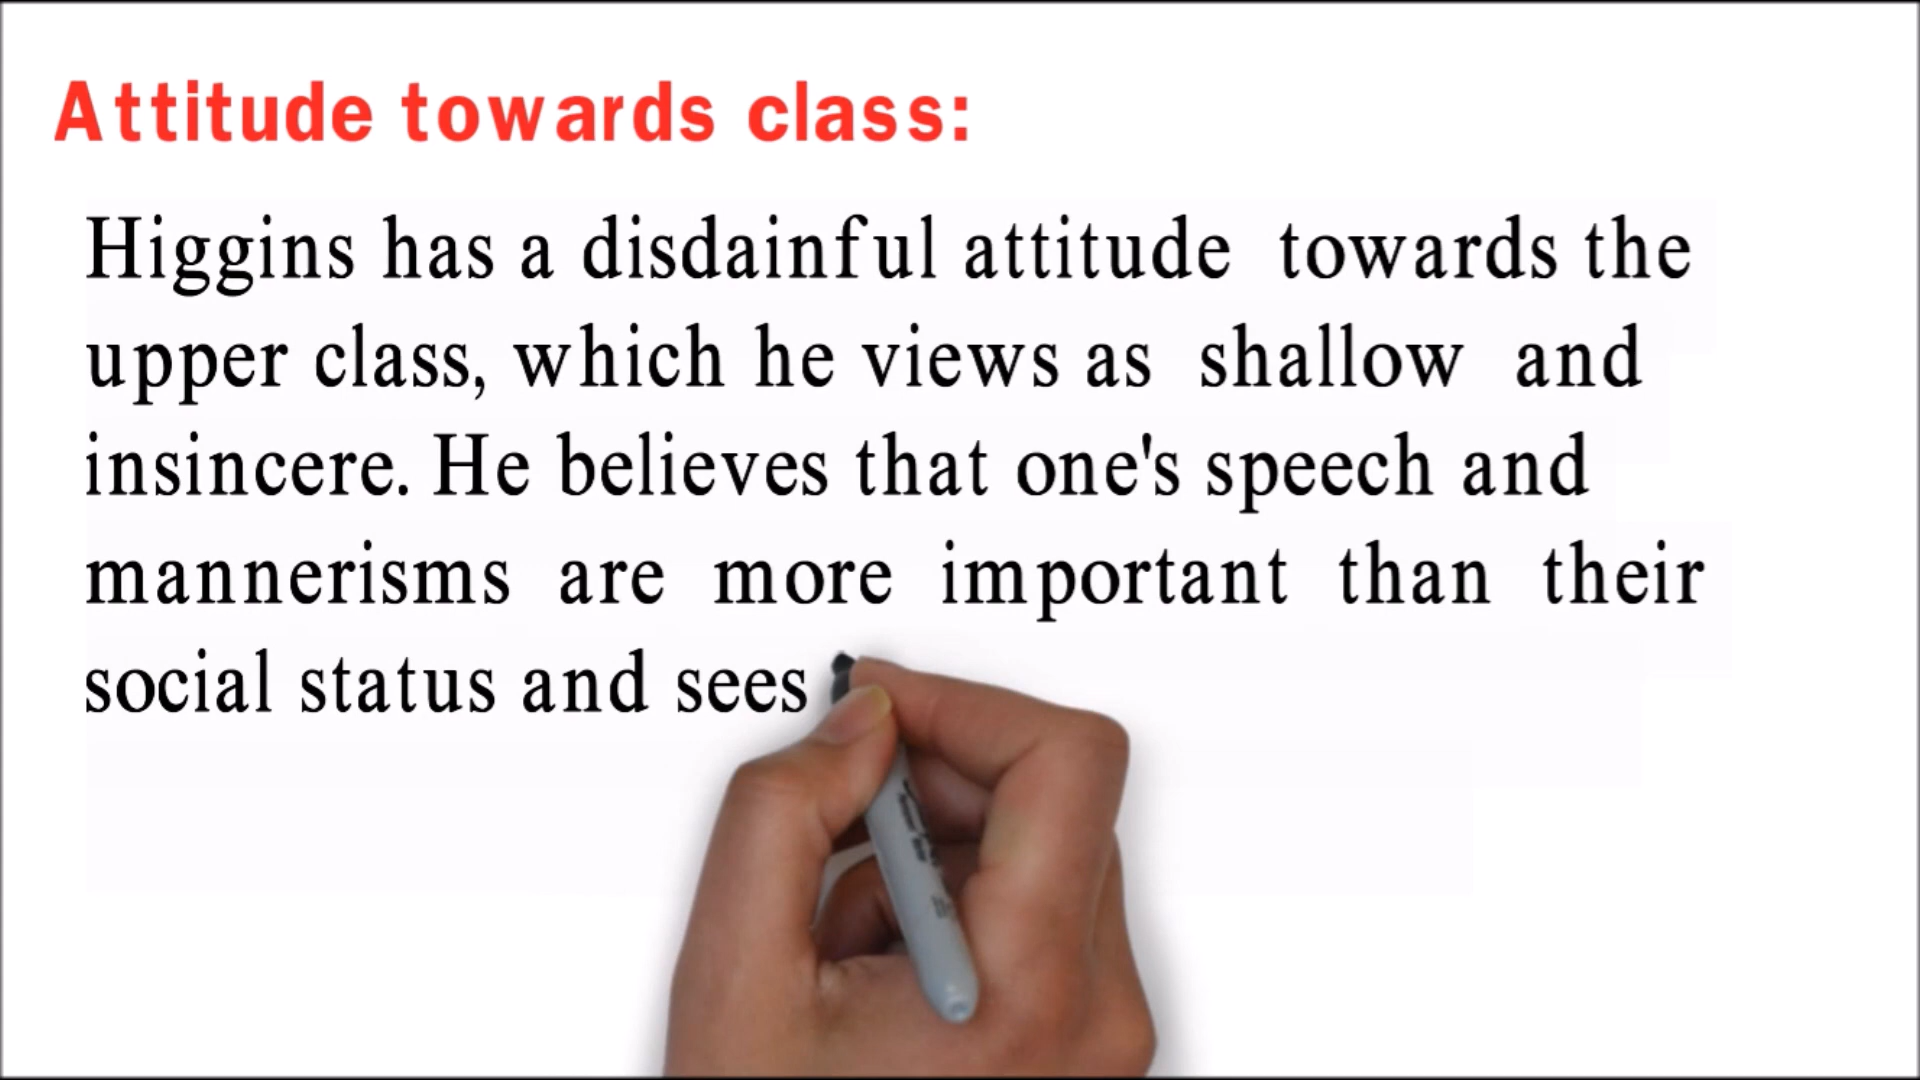 Attitude towards class:
Higgins has a disdainful attitude towards the
upper class, which he views as shallow and
insincere. He believes that one's speech and
mannerisms are more important than their
social status and sees